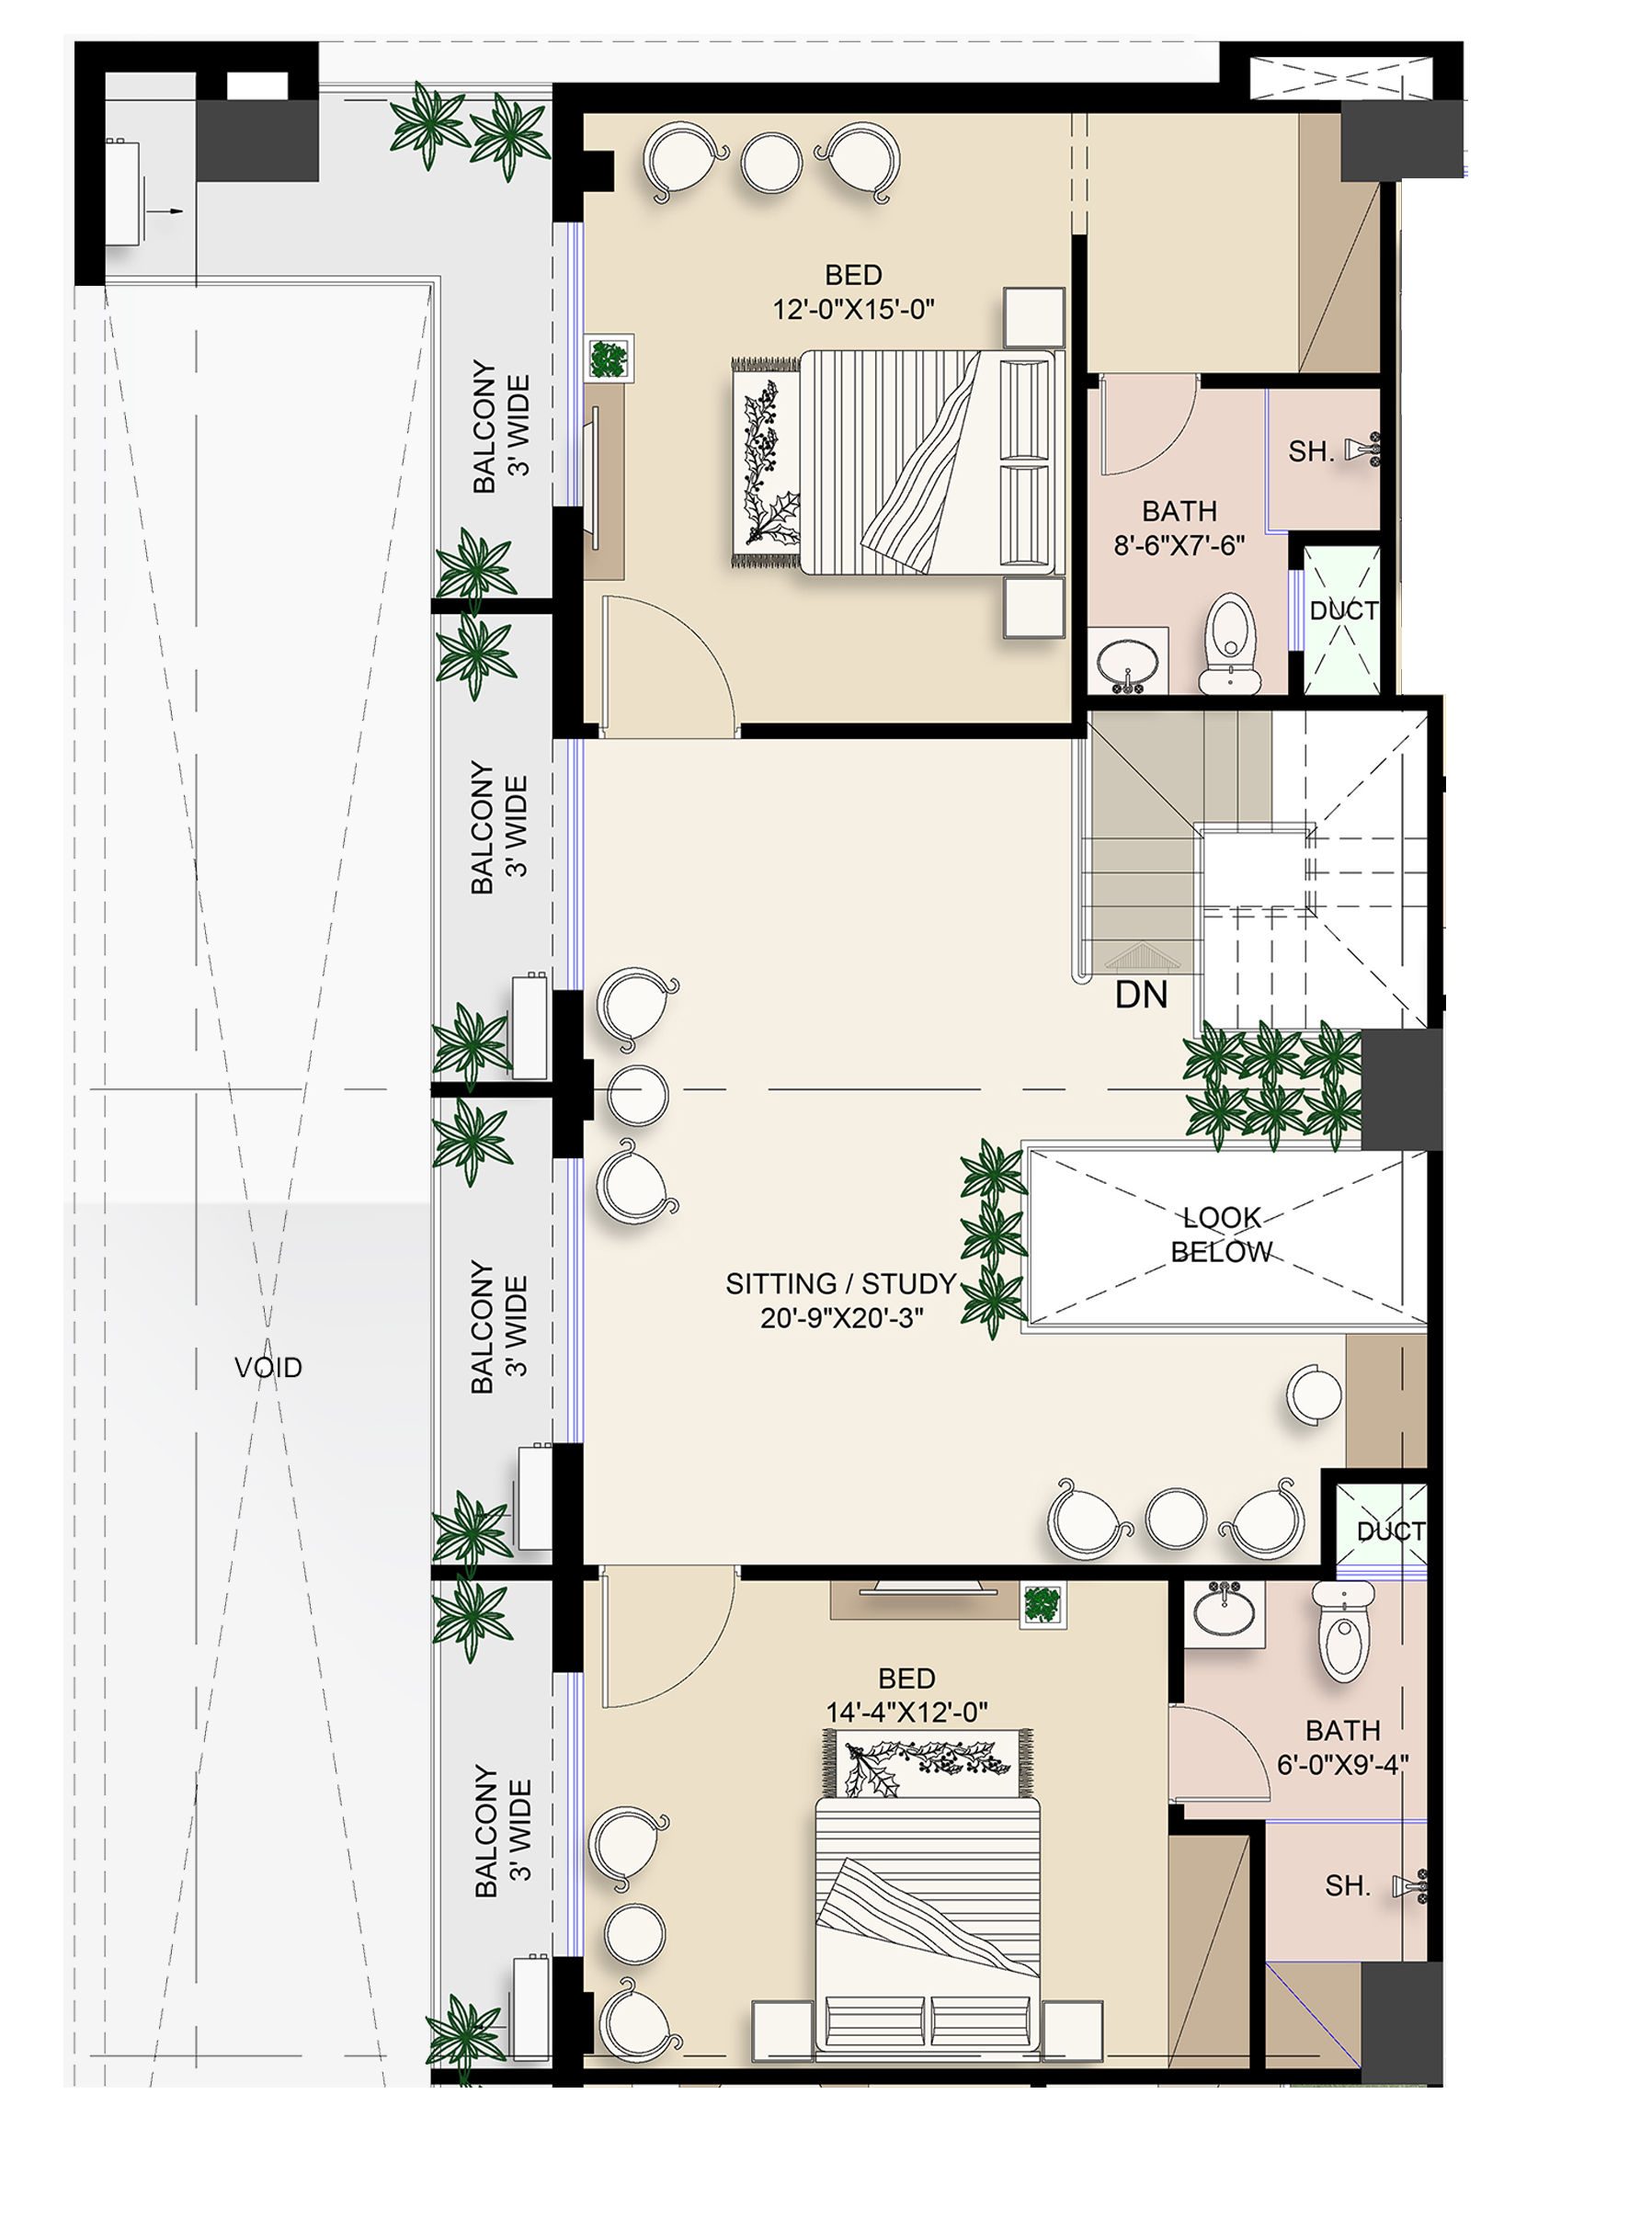 BED
12'-0"X15'-0"
BALCONY
3' WIDE
SH.
BATH
8'-6"X7'-6"
DUCT
BALCONY
3' WIDE
DN
LOOK
BELOW
SITTING / STUDY
20'-9"X20'-3"
BALCONY
3' WIDE
VOID
DUCT
BED
14'-4"X12'-0"
BATH
6'-0"X9'-4"
BALCONY
3' WIDE
SH.